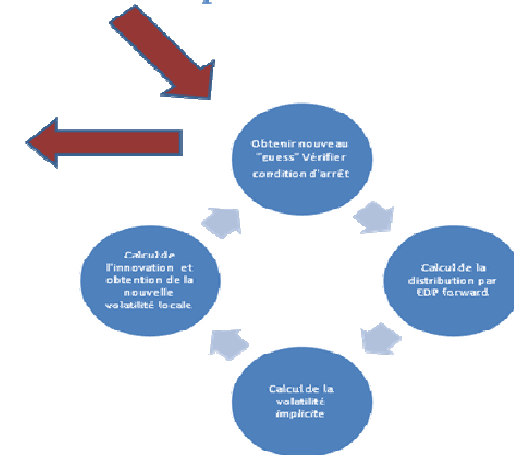 Obtenir nouveau
"guess" Vérifier
condition d'arrêt
Calcul de la
distribution par
EDP forward
Calcul de la
volatilité
implicite
Calcul de
l'innovation et
obtention de la
nouvelle
volatilité locale